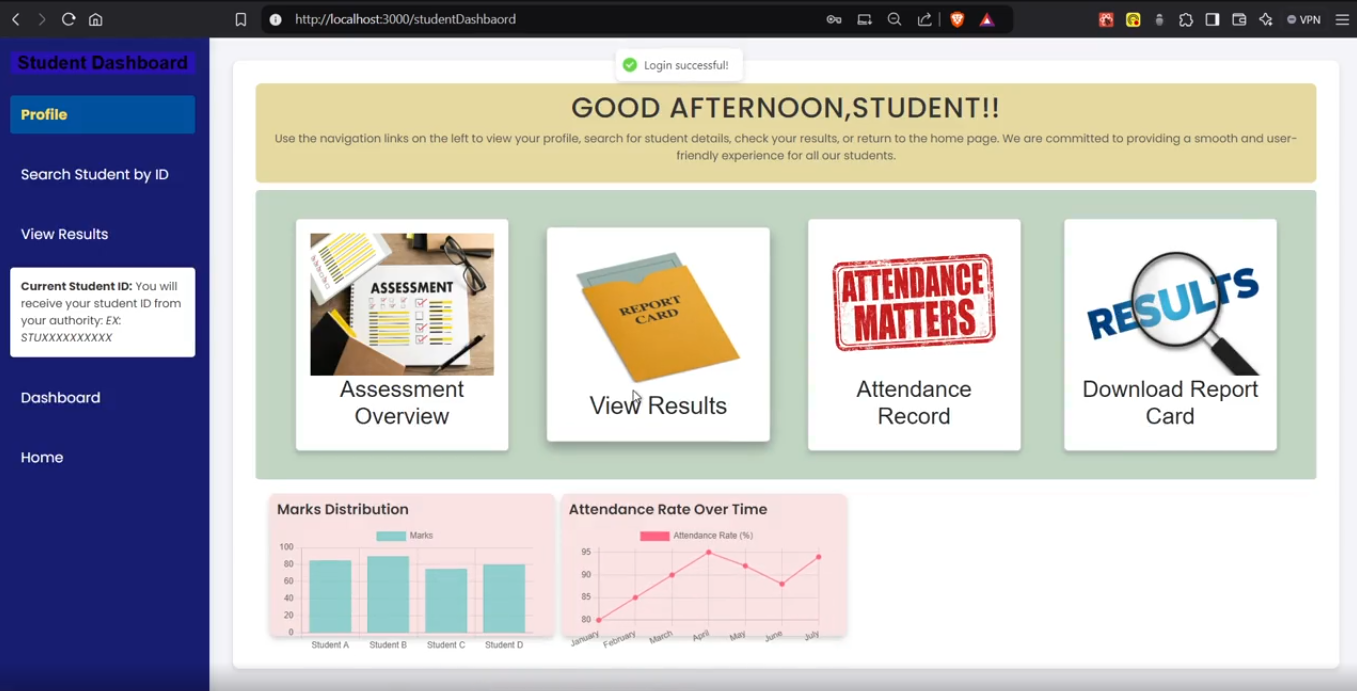 http://localhost:3000/studentDashbaord
VPN
Student Dashboard
Profile
Search Student by ID
View Results
Current Student ID: You will
receive your student ID from
your authority: EX:
STUXXXXXXXXXX
Dashboard
Home
Login successful!
GOOD AFTERNOON,STUDENT!!
Use the navigation links on the left to view your profile, search for student details, check your results, or return to the home page. We are committed to providing a smooth and user-
friendly experience for all our students.
ASSESSMENT
Assessment
Overview
REPORT
CARD
View Results
ATTENDANCE
MATTERS
Attendance
Record
RESULTS
Download Report
Card
Marks Distribution
Marks
100
80
60
40
20
0
Student A Student B Student C Student D
Attendance Rate Over Time
Attendance Rate (%)
95
90
85
80
January February March April May June July